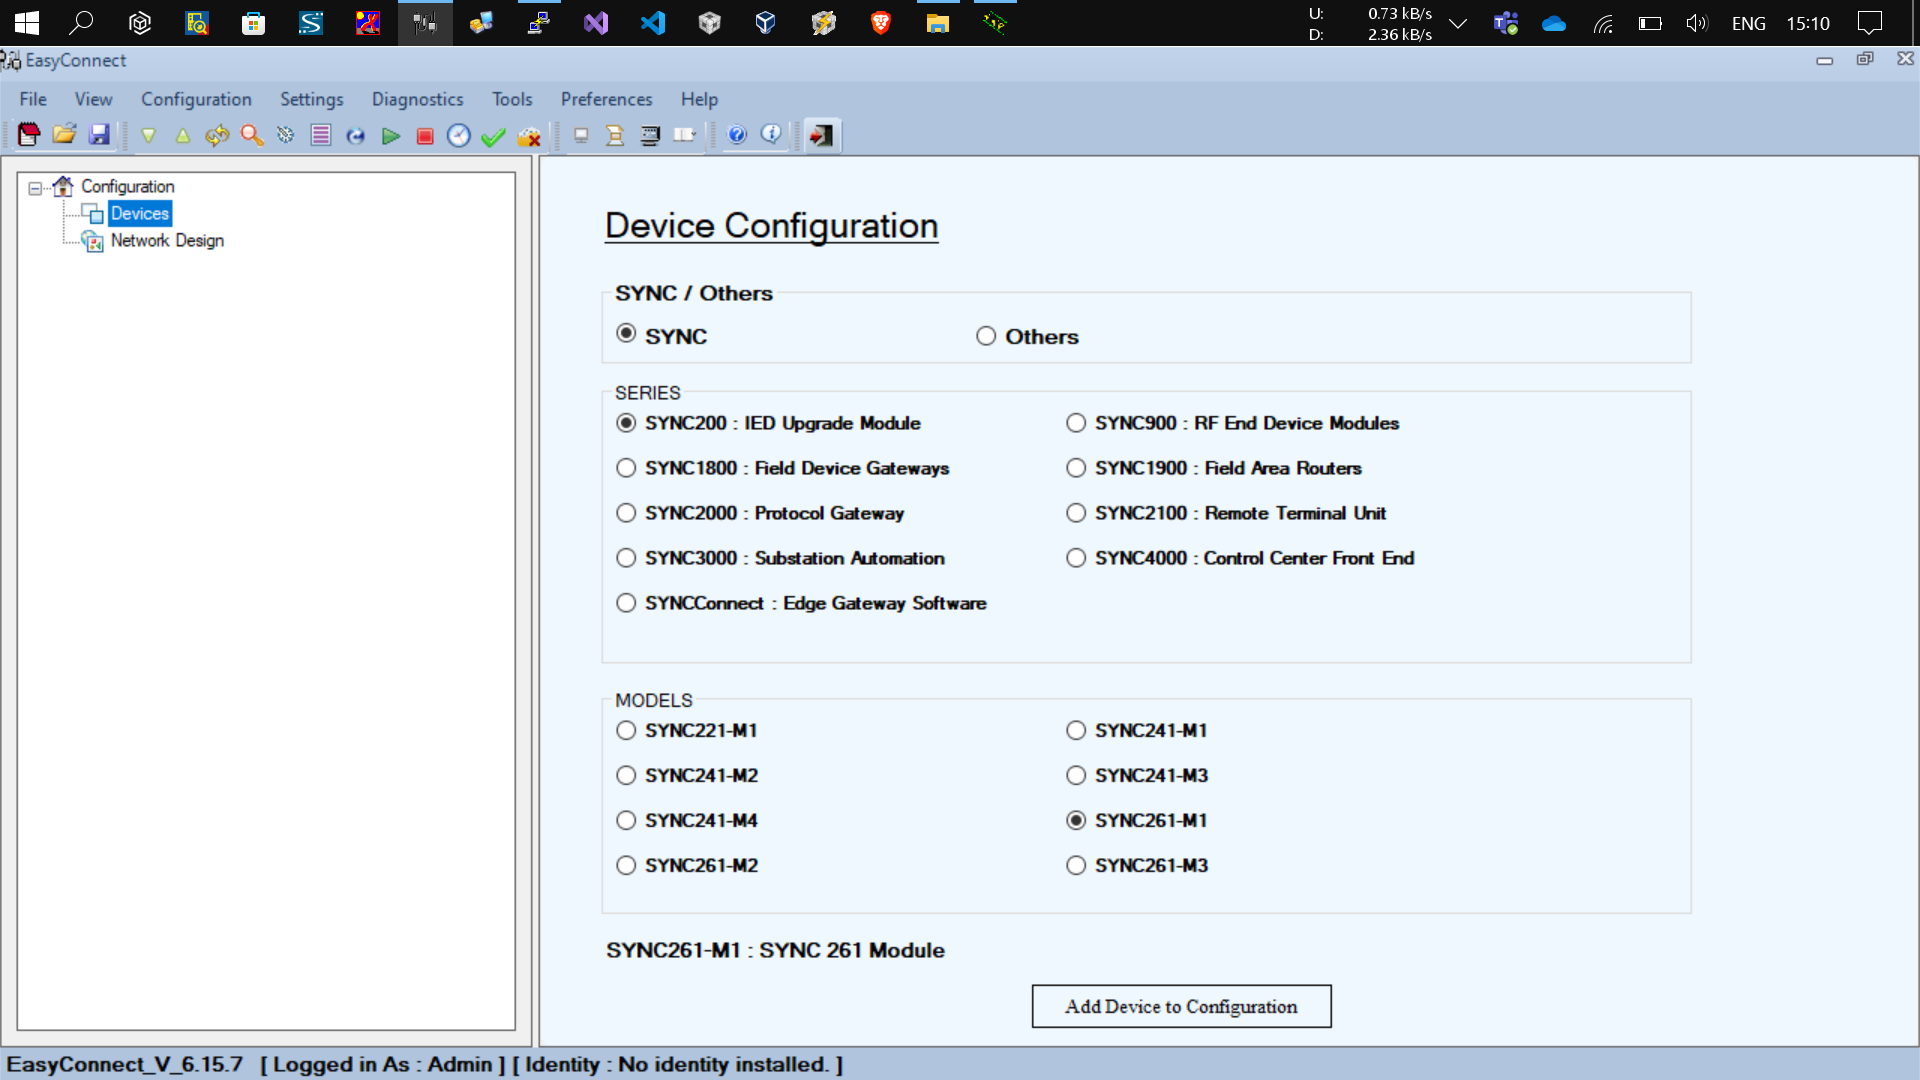 U: 0.73 kB/s
D: 2.36 kB/s
ENG 15:10
EasyConnect
File View Configuration Settings Diagnostics Tools Preferences Help
Configuration
Devices
Network Design
Device Configuration
SYNC / Others
SYNC Others
SERIES
SYNC200 : IED Upgrade Module SYNC900 : RF End Device Modules
SYNC1800 : Field Device Gateways SYNC1900 : Field Area Routers
SYNC2000 : Protocol Gateway SYNC2100 : Remote Terminal Unit
SYNC3000 : Substation Automation SYNC4000 : Control Center Front End
SYNCConnect : Edge Gateway Software
MODELS
SYNC221-M1 SYNC241-M1
SYNC241-M2 SYNC241-M3
SYNC241-M4 SYNC261-M1
SYNC261-M2 SYNC261-M3
SYNC261-M1 : SYNC 261 Module
Add Device to Configuration
EasyConnect_V_6.15.7 [ Logged in As : Admin ] [ Identity : No identity installed. ]